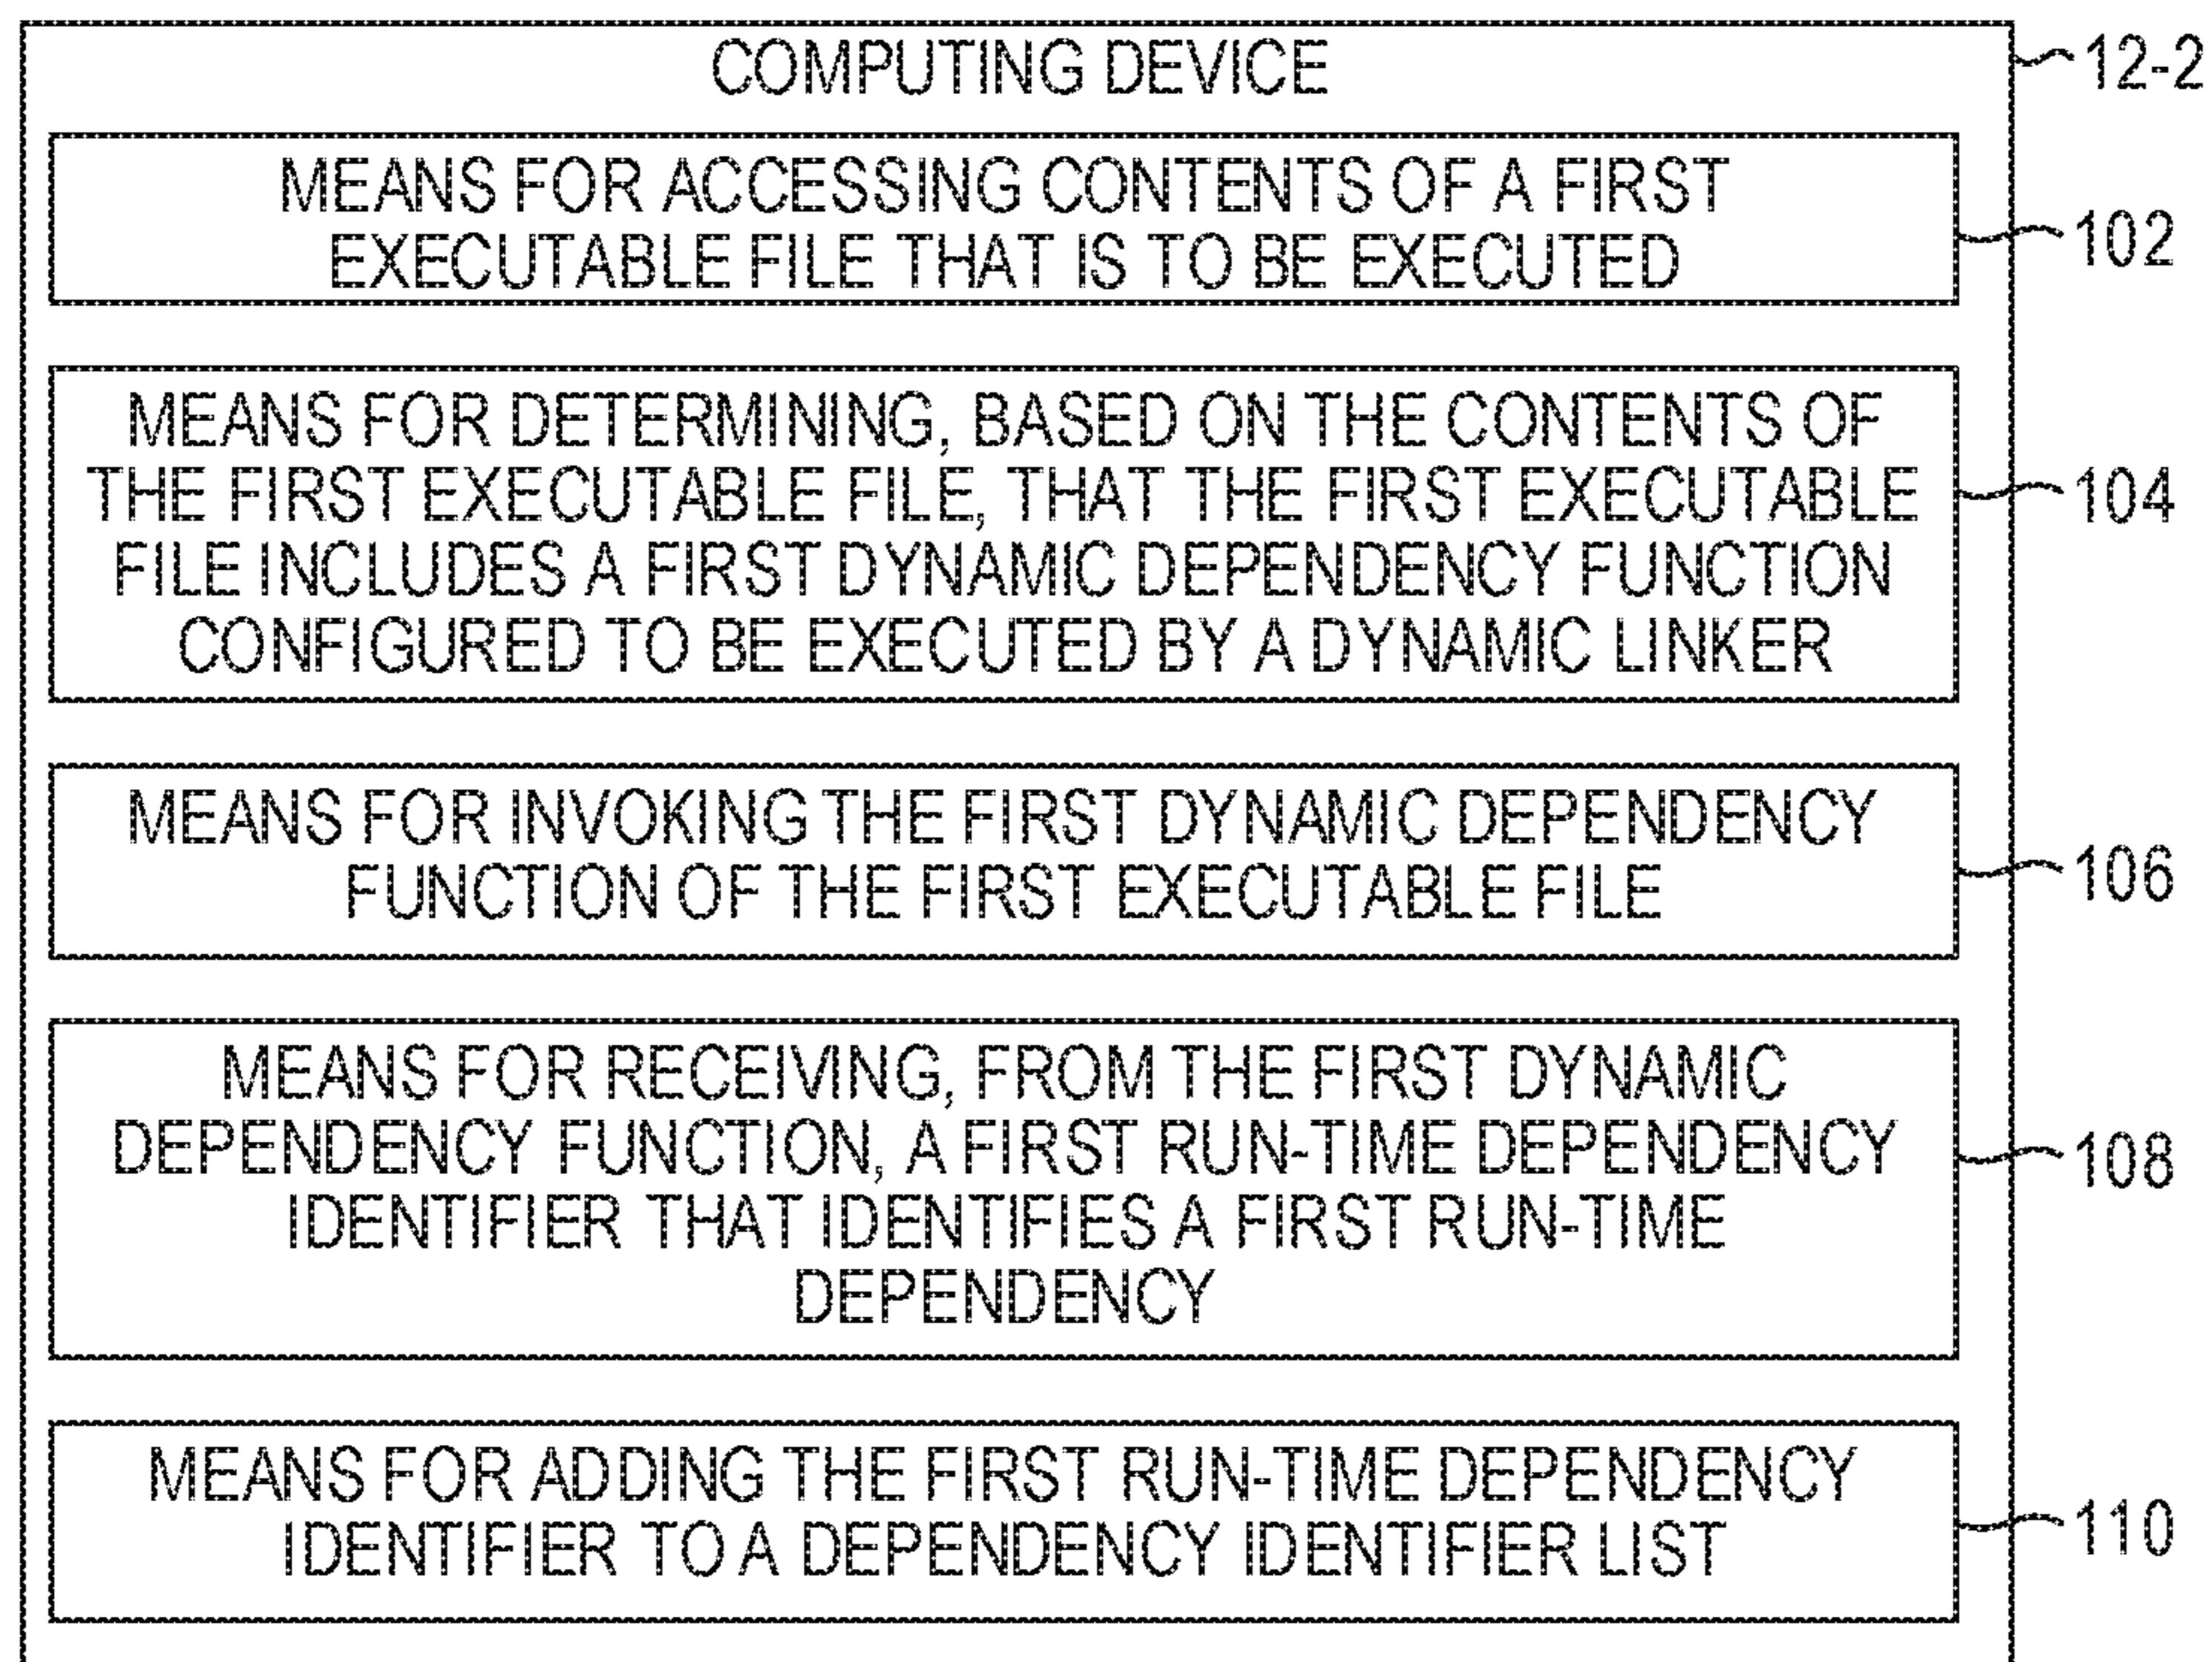 COMPUTING DEVICE
12-2
MEANS FOR ACCESSING CONTENTS OF A FIRST
EXECUTABLE FILE THAT IS TO BE EXECUTED
102
MEANS FOR DETERMINING, BASED ON THE CONTENTS OF
THE FIRST EXECUTABLE FILE, THAT THE FIRST EXECUTABLE
FILE INCLUDES A FIRST DYNAMIC DEPENDENCY FUNCTION
CONFIGURED TO BE EXECUTED BY A DYNAMIC LINKER
104
MEANS FOR INVOKING THE FIRST DYNAMIC DEPENDENCY
FUNCTION OF THE FIRST EXECUTABLE FILE
106
MEANS FOR RECEIVING, FROM THE FIRST DYNAMIC
DEPENDENCY FUNCTION, A FIRST RUN-TIME DEPENDENCY
IDENTIFIER THAT IDENTIFIES A FIRST RUN-TIME
DEPENDENCY
108
MEANS FOR ADDING THE FIRST RUN-TIME DEPENDENCY
IDENTIFIER TO A DEPENDENCY IDENTIFIER LIST
110